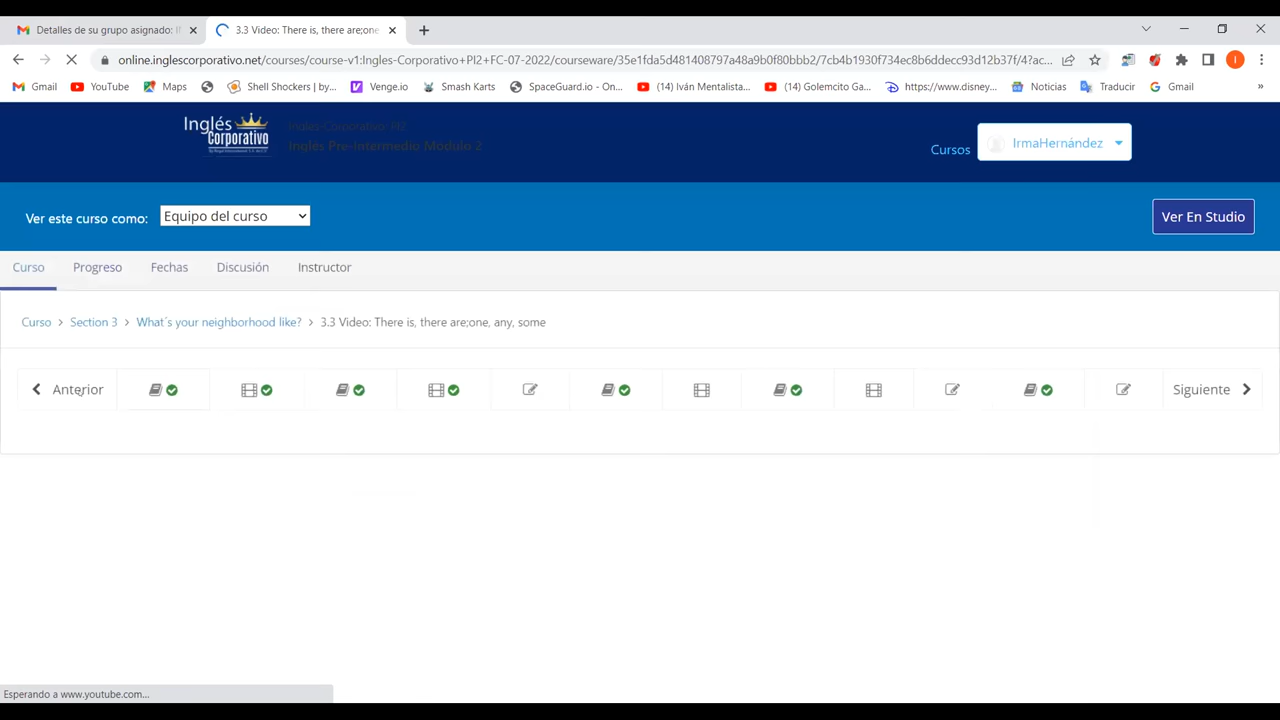 Detalles de su grupo asignado: I
3.3 Video: There is, there are;one
online.inglescorporativo.net/courses/course-v1:Ingles-Corporativo+PI2+FC-07-2022/courseware/35e1fda5d481408797a48a9b0f80bbb2/7cb4b1930f734ec8b6ddecc93d12b37f/4?ac...
Gmail
YouTube
Maps
Shell Shockers | by...
Venge.io
Smash Karts
SpaceGuard.io - On...
(14) Iván Mentalista...
(14) Golemcito Ga...
https://www.disney...
Noticias
Traducir
Gmail
»
Inglés Corporativo
Ingles-Corporativo: PI2
Inglés Pre-Intermedio Módulo 2
Cursos
IrmaHernández
Ver este curso como:
Equipo del curso
Ver En Studio
Curso
Progreso
Fechas
Discusión
Instructor
Curso > Section 3 > What´s your neighborhood like? > 3.3 Video: There is, there are;one, any, some
Anterior
Siguiente
Esperando a www.youtube.com...